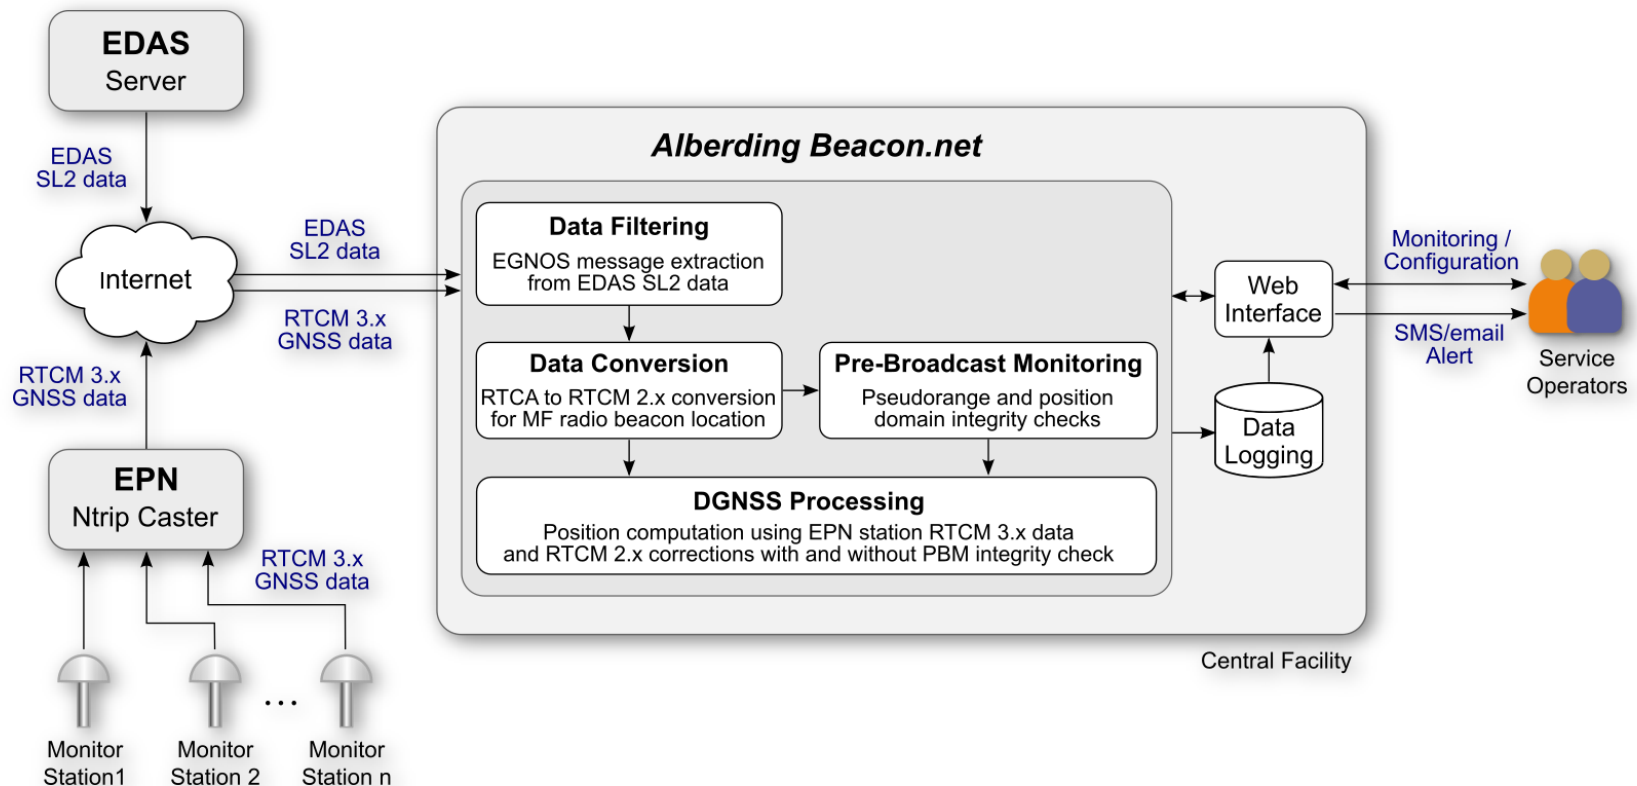 EDAS
Server
EDAS
SL2 data
Internet
EDAS
SL2 data
RTCM 3.x
GNSS data
RTCM 3.x
GNSS data
EPN
Ntrip Caster
RTCM 3.x
GNSS data
Monitor
Station1
Monitor
Station 2
...
Monitor
Station n
Alberding Beacon.net
Data Filtering
EGNOS message extraction
from EDAS SL2 data
Data Conversion
RTCA to RTCM 2.x conversion
for MF radio beacon location
Pre-Broadcast Monitoring
Pseudorange and position
domain integrity checks
DGNSS Processing
Position computation using EPN station RTCM 3.x data
and RTCM 2.x corrections with and without PBM integrity check
Web
Interface
Data
Logging
Central Facility
Monitoring /
Configuration
SMS/email
Alert
Service
Operators